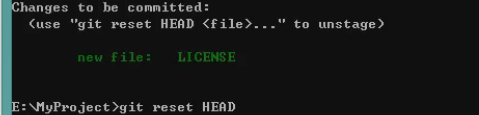 Changes to be committed:
(use "git reset HEAD <file>..." to unstage)
new file: LICENSE
E:\MyProject>git reset HEAD